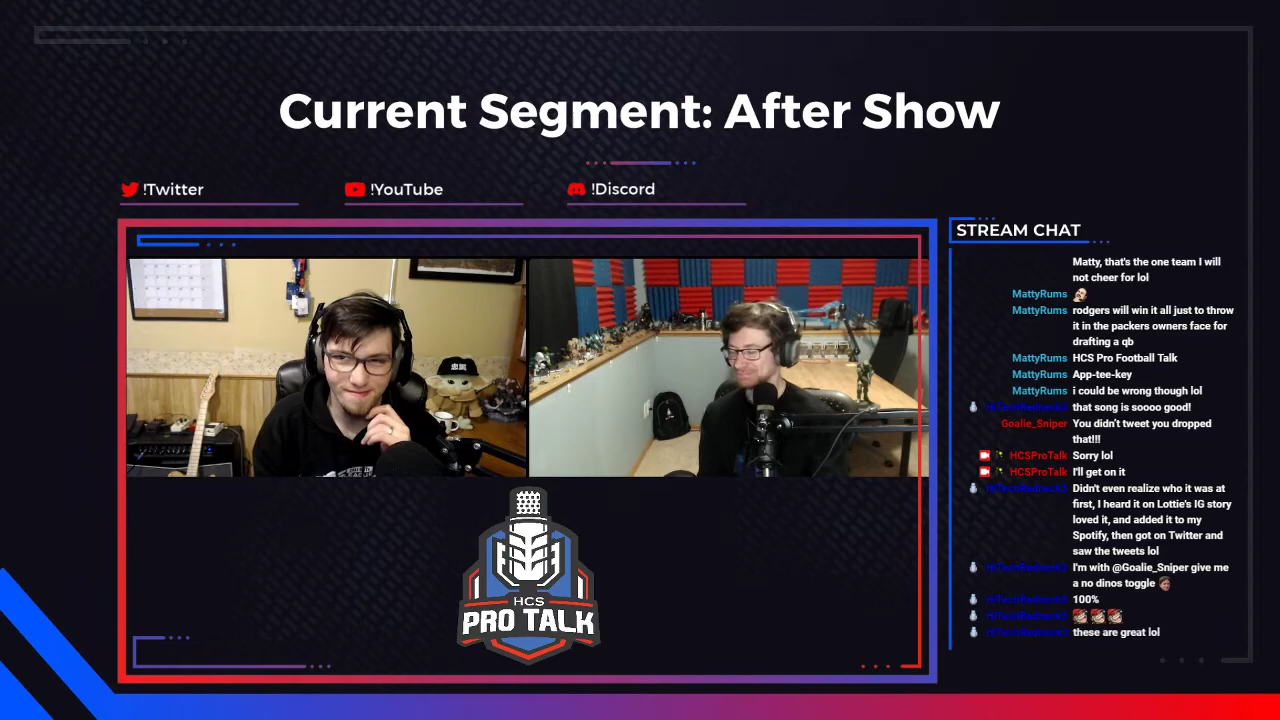 Current Segment: After Show
!Twitter
!YouTube
!Discord
STREAM CHAT
Matty, that's the one team I will
not cheer for lol
MattyRums
MattyRums rodgers will win it all just to throw
it in the packers owners face for
drafting a qb
MattyRums HCS Pro Football Talk
MattyRums App-tee-key
MattyRums i could be wrong though lol
HiTechRedneck3 that song is soooo good!
Goalie_Sniper You didn't tweet you dropped
that!!!
HCSProTalk Sorry lol
HCSProTalk I'll get on it
HiTechRedneck3 Didn't even realize who it was at
first, I heard it on Lottie's IG story
loved it, and added it to my
Spotify, then got on Twitter and
saw the tweets lol
HiTechRedneck3 I'm with @Goalie_Sniper give me
a no dinos toggle
HiTechRedneck3 100%
HiTechRedneck3
HiTechRedneck3 these are great lol
HCS
PRO TALK